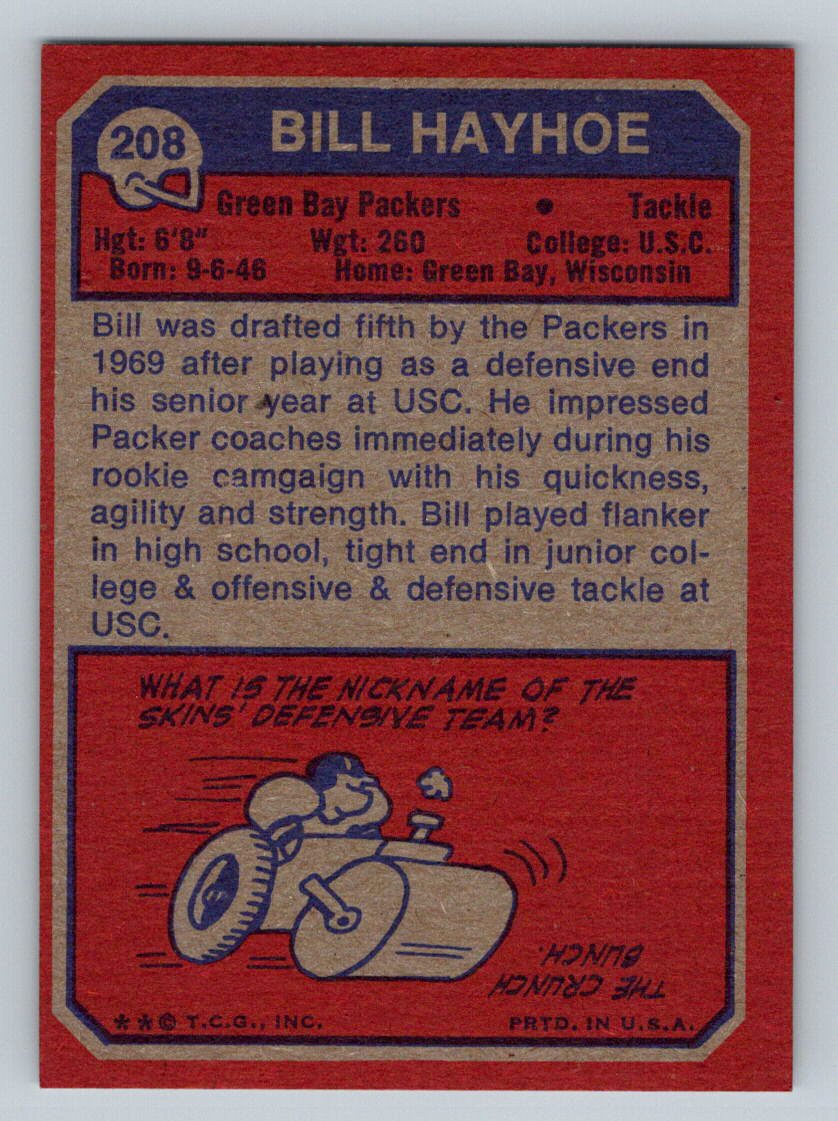 208
BILL HAYHOE
Green Bay Packers • Tackle
Hgt: 6'8" Wgt: 260 College: U.S.C.
Born: 9-6-46 Home: Green Bay, Wisconsin
Bill was drafted fifth by the Packers in
1969 after playing as a defensive end
his senior year at USC. He impressed
Packer coaches immediately during his
rookie camgaign with his quickness,
agility and strength. Bill played flanker
in high school, tight end in junior col-
lege & offensive & defensive tackle at
USC.
WHAT IS THE NICKNAME OF THE
SKINS' DEFENSIVE TEAM?
THE CRUNCH
BUNCH.
**© T.C.G., INC. PRTD. IN U.S.A.